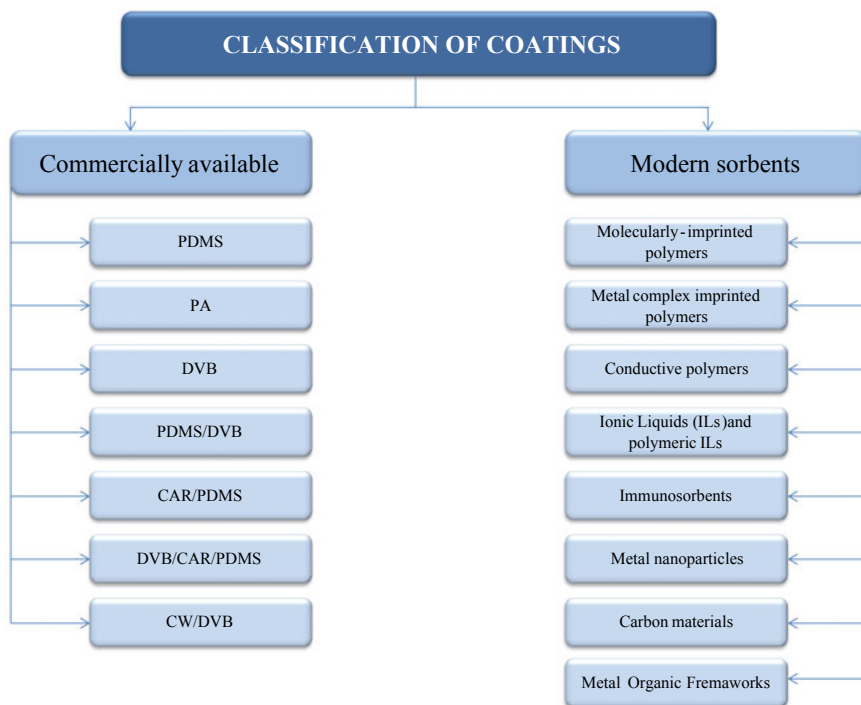 CLASSIFICATION OF COATINGS
Commercially available
PDMS
PA
DVB
PDMS/DVB
CAR/PDMS
DVB/CAR/PDMS
CW/DVB
Modern sorbents
Molecularly-imprinted
polymers
Metal complex imprinted
polymers
Conductive polymers
Ionic Liquids (ILs)and
polymeric ILs
Immunosorbents
Metal nanoparticles
Carbon materials
Metal Organic Fremaworks